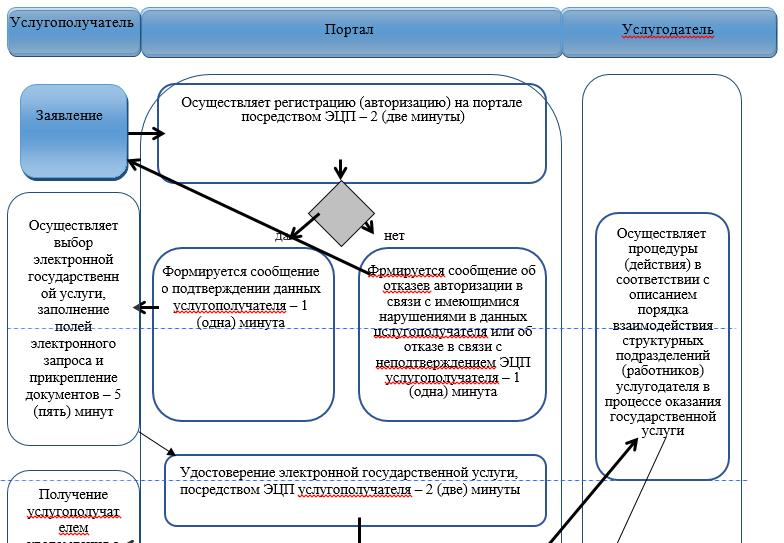 Услугополучатель
Портал
Услугодатель
Заявление
Осуществляет регистрацию (авторизацию) на портале
посредством ЭЦП – 2 (две минуты)
да
нет
Осуществляет
выбор
электронной
государственн
ой услуги,
заполнение
полей
электронного
запроса и
прикрепление
документов – 5
(пять) минут
Формируется сообщение
о подтверждении данных
услугополучателя – 1
(одна) минута
Фрмируется сообщение об
отказев авторизации в
связи с имеющимися
нарушениями в данных
услугополучателя или об
отказе в связи с
неподтверждением ЭЦП
услугополучателя – 1
(одна) минута
Осуществляет
процедуры
(действия) в
соответствии с
описанием
порядка
взаимодействия
структурных
подразделений
(работников)
услугодателя в
процессе оказания
государственной
услуги
Удостоверение электронной государственной услуги,
посредством ЭЦП услугополучателя – 2 (две) минуты
Получение
услугополучат
елем